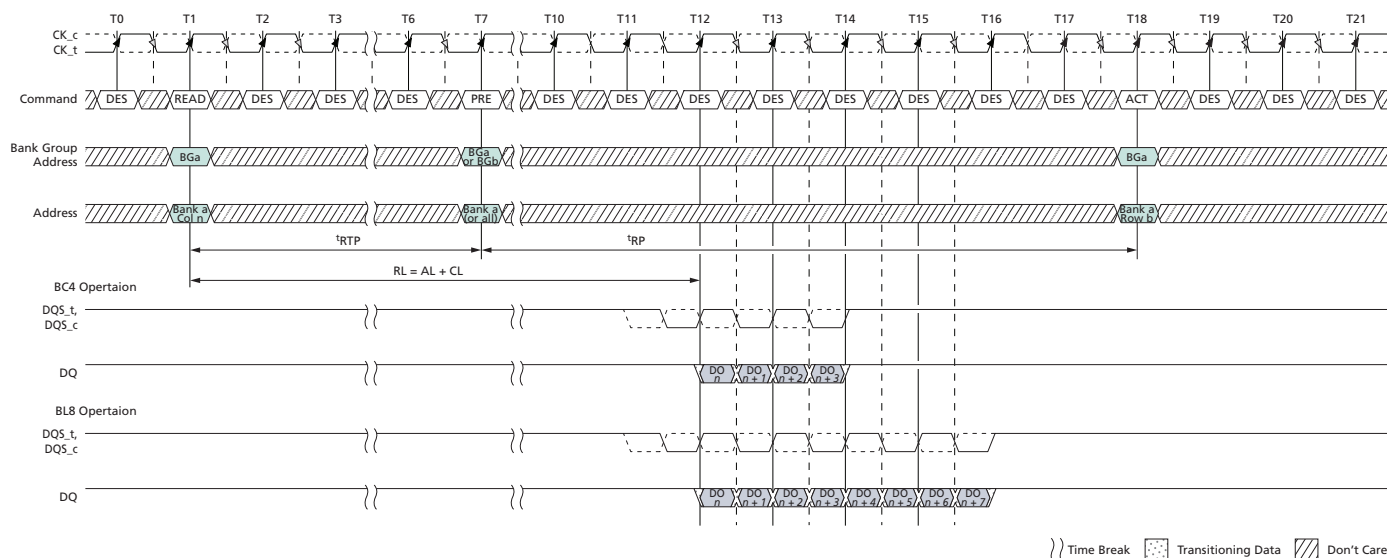 T0 T1 T2 T3 T6 T7 T10 T11 T12 T13 T14 T15 T16 T17 T18 T19 T20 T21
CK_c
CK_t
Command DES READ DES DES DES PRE DES DES DES DES DES DES DES DES ACT DES DES DES
Bank Group
Address
BGa
BGa
or BGb
BGa
Address
Bank a
Col n
Bank a
(or all)
Bank a
Row b
tRTP tRP
RL = AL + CL
BC4 Opertaion
DQS_t,
DQS_c
DQ
DO
n
DO
n + 1
DO
n + 2
DO
n + 3
BL8 Opertaion
DQS_t,
DQS_c
DQ
DO
n
DO
n + 1
DO
n + 2
DO
n + 3
DO
n + 4
DO
n + 5
DO
n + 6
DO
n + 7
Time Break Transitioning Data Don't Care